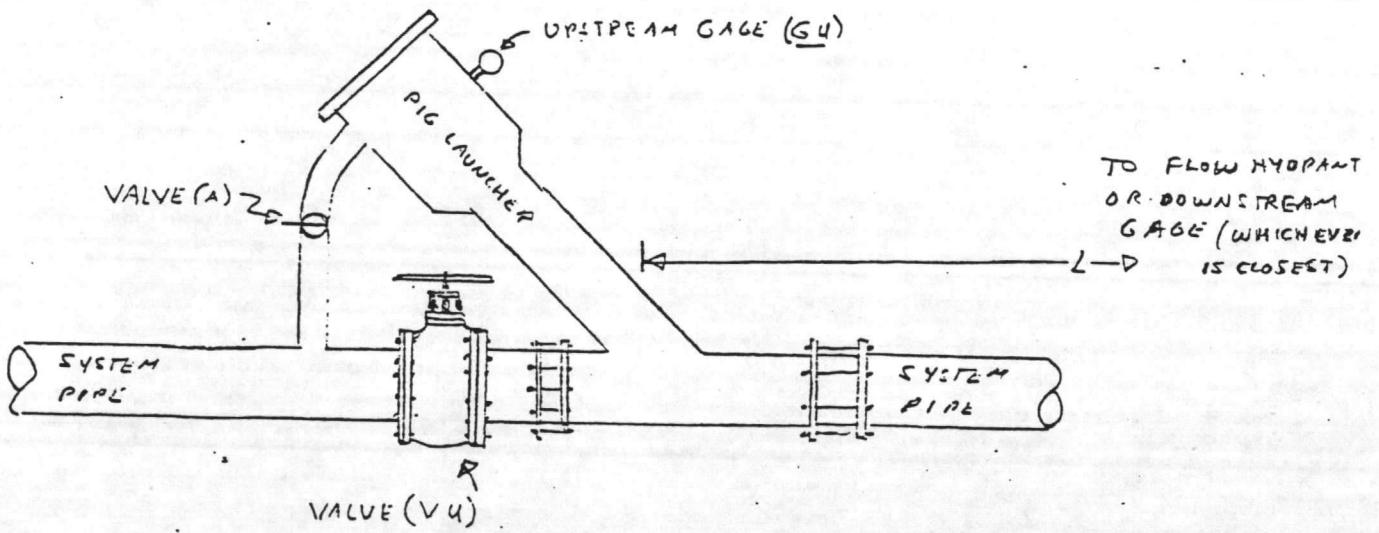 UPSTREAM GAGE (GU)
PIG LAUNCHER
VALVE (A)
TO FLOW HYDRANT
OR DOWNSTREAM
GAGE (WHICHEVER
IS CLOSEST)
L
SYSTEM
PIPE
SYSTEM
PIPE
VALVE (VU)